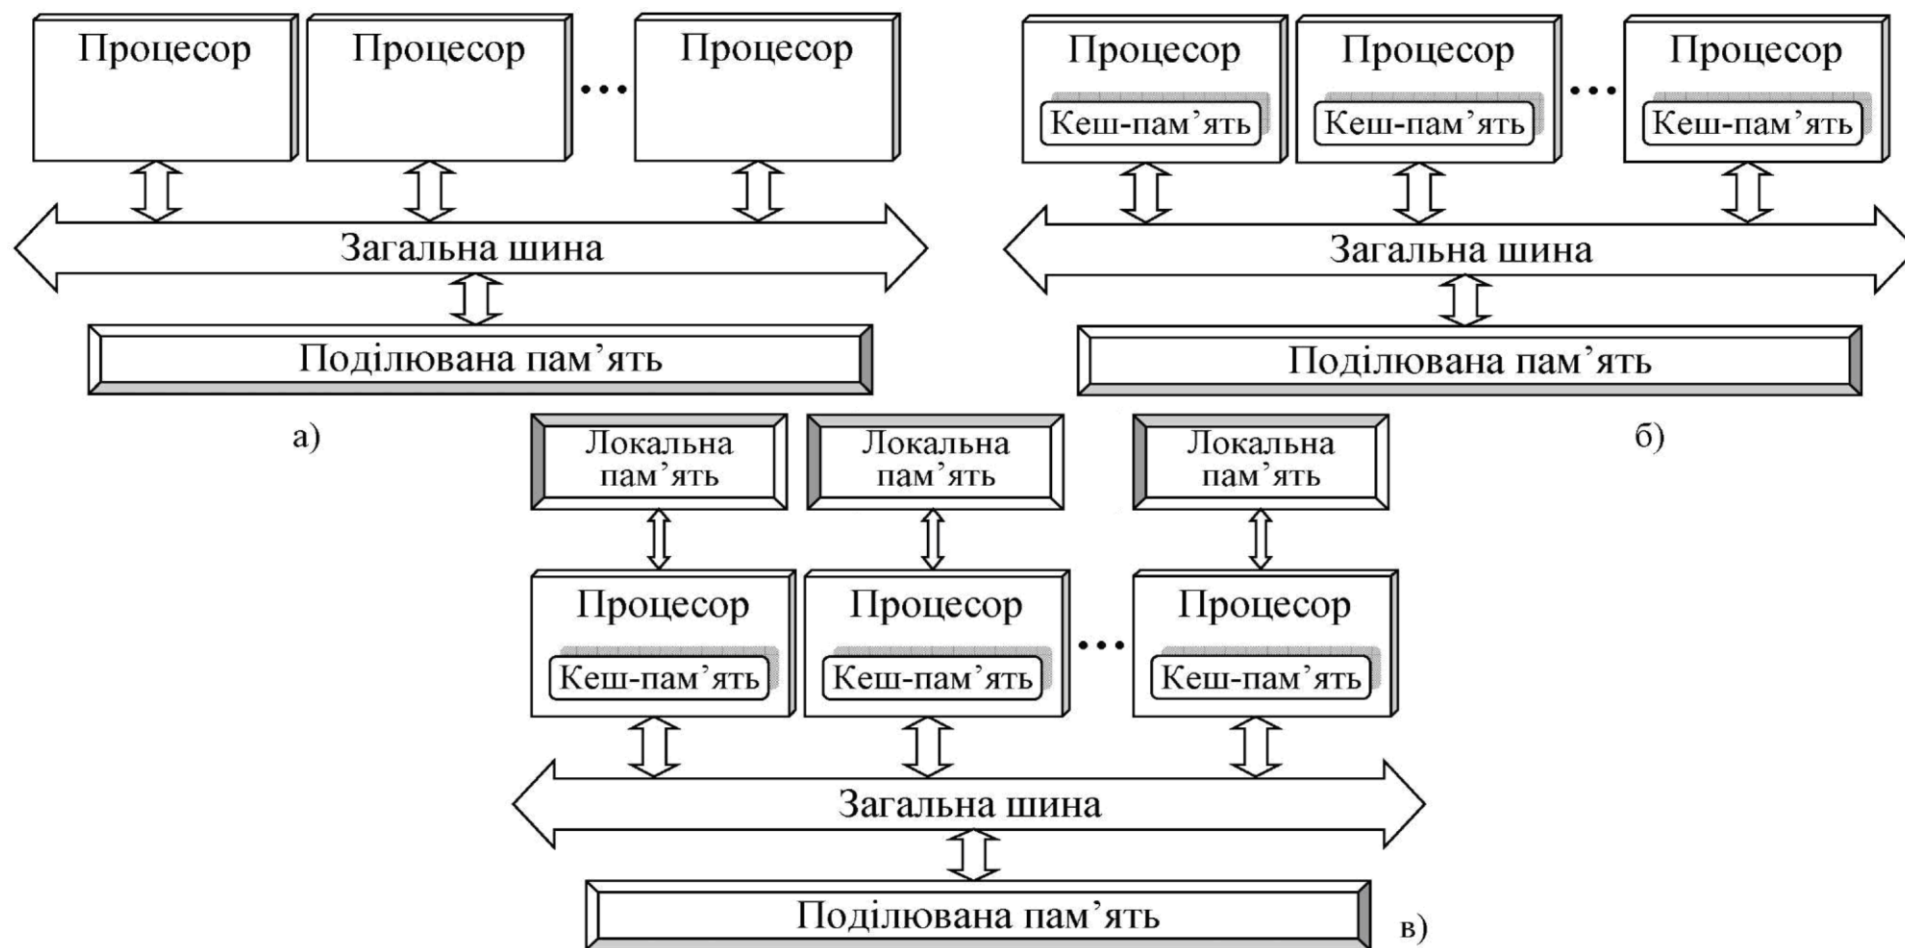 Процесор
Процесор
Процесор
Загальна шина
Поділювана пам’ять
а)
Процесор
Кеш-пам’ять
Процесор
Кеш-пам’ять
Процесор
Кеш-пам’ять
Загальна шина
Поділювана пам’ять
б)
Локальна
пам’ять
Локальна
пам’ять
Локальна
пам’ять
Процесор
Кеш-пам’ять
Процесор
Кеш-пам’ять
Процесор
Кеш-пам’ять
Загальна шина
Поділювана пам’ять
в)